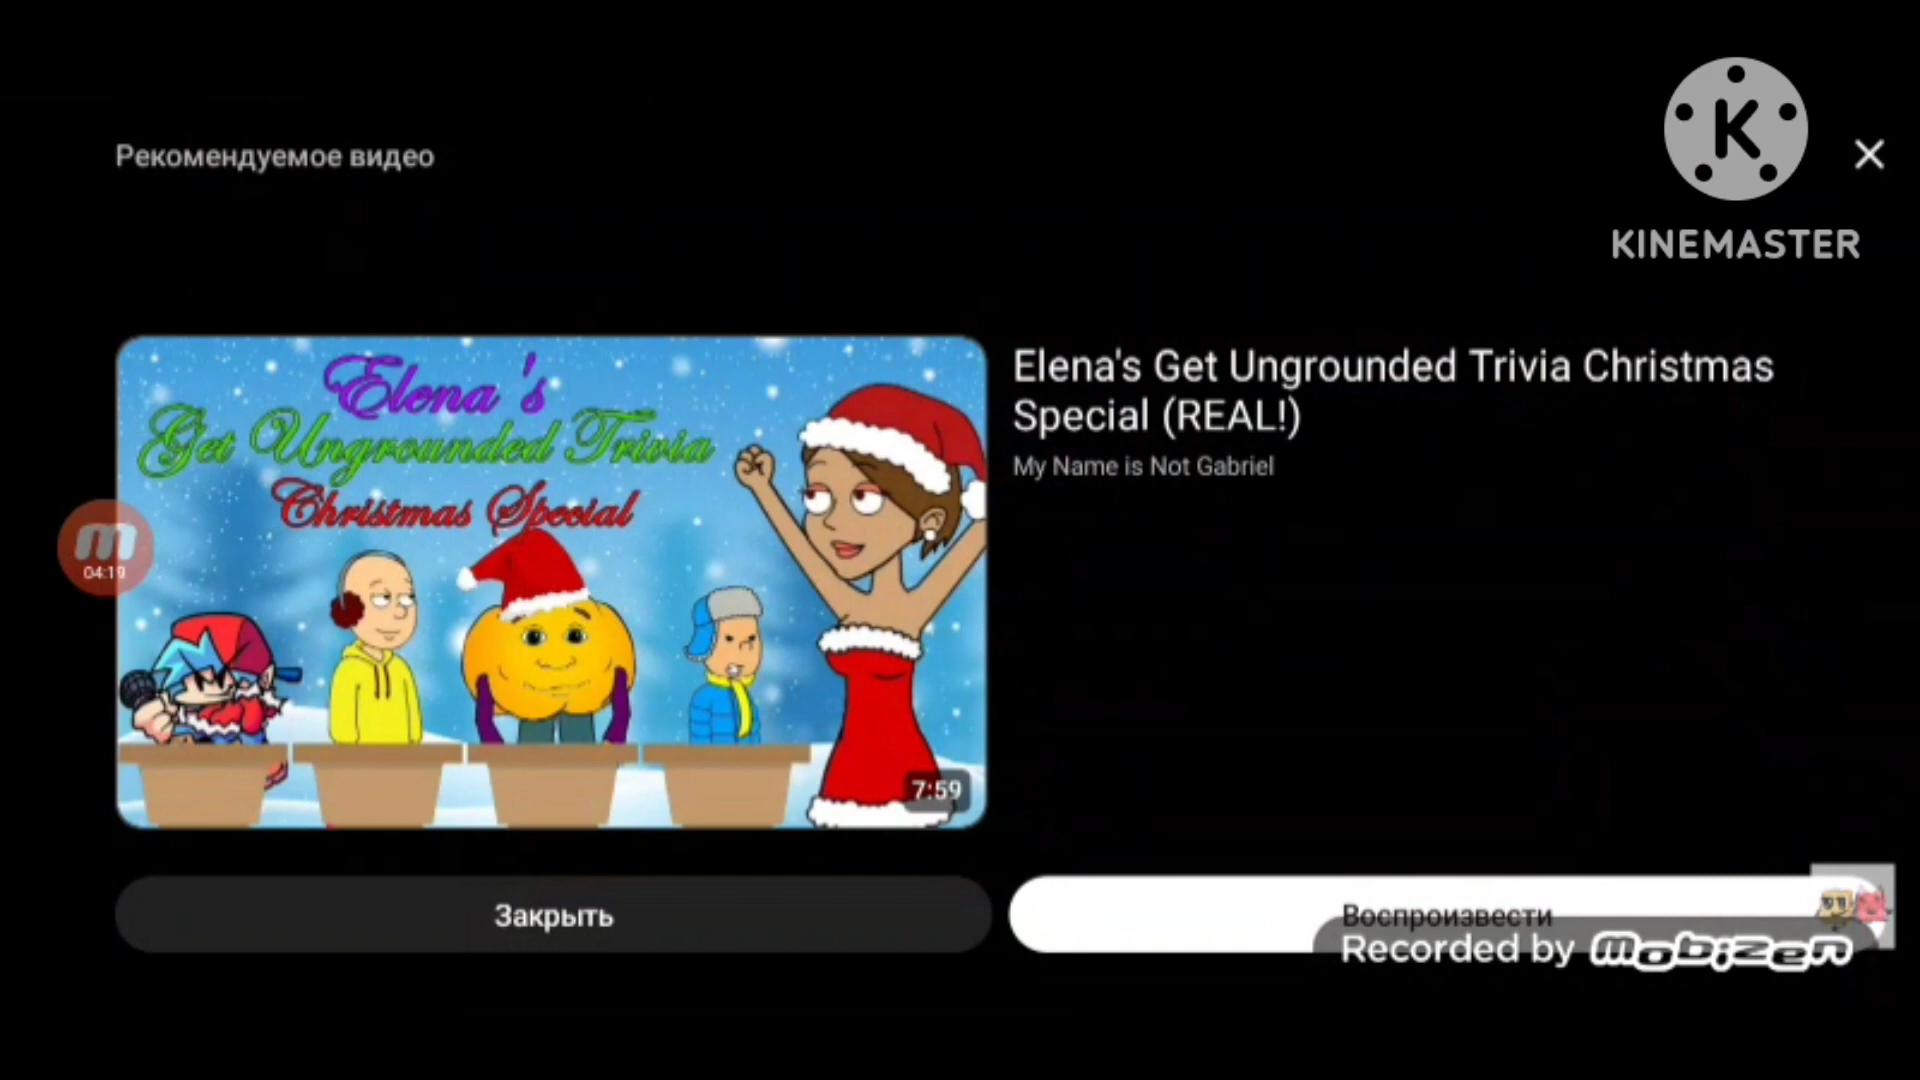 Рекомендуемое видео
K
KINEMASTER
Elena's
Get Ungrounded Trivia
Christmas Special
7:59
Elena's Get Ungrounded Trivia Christmas
Special (REAL!)
My Name is Not Gabriel
m
04:19
Закрыть
Воспроизвести
Recorded by mobizen